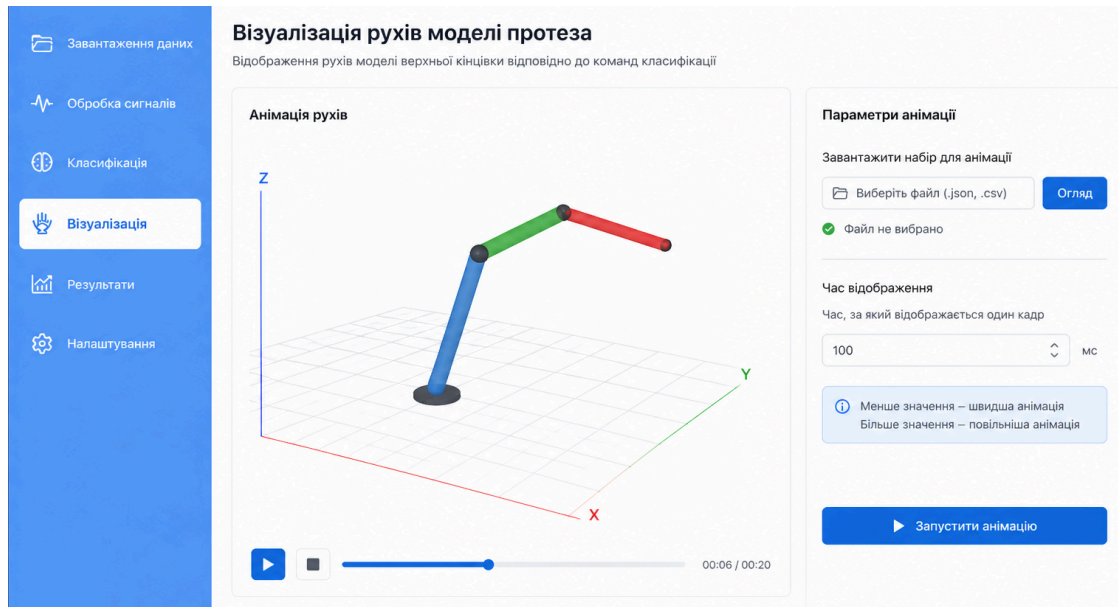 Завантаження даних
Обробка сигналів
Класифікація
Візуалізація
Результати
Налаштування
Візуалізація рухів моделі протеза
Відображення рухів моделі верхньої кінцівки відповідно до команд класифікації
Анімація рухів
Z
Y
X
00:06 / 00:20
Параметри анімації
Завантажити набір для анімації
Виберіть файл (.json, .csv)
Огляд
Файл не вибрано
Час відображення
Час, за який відображається один кадр
100
мс
Менше значення – швидша анімація
Більше значення – повільніша анімація
Запустити анімацію